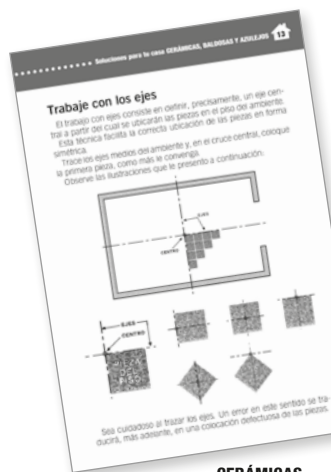 Soluciones para tu casa CERÁMICAS, BALDOSAS Y AZULEJOS 13
Trabaje con los ejes
El trabajo con ejes consiste en definir, precisamente, un eje cen-
tral a partir del cual se ubicarán las piezas en el piso del ambiente.
Esta técnica facilita la correcta ubicación de las piezas en forma
simétrica.
Trace los ejes medios del ambiente y, en el cruce central, coloque
la primera pieza, como más le convenga.
Observe las ilustraciones que le presento a continuación:
EJES
CENTRO
EJES
CENTRO
Sea cuidadoso al trazar los ejes. Un error en este sentido se tra-
ducirá, más adelante, en una colocación defectuosa de las piezas.
CERÁMICAS